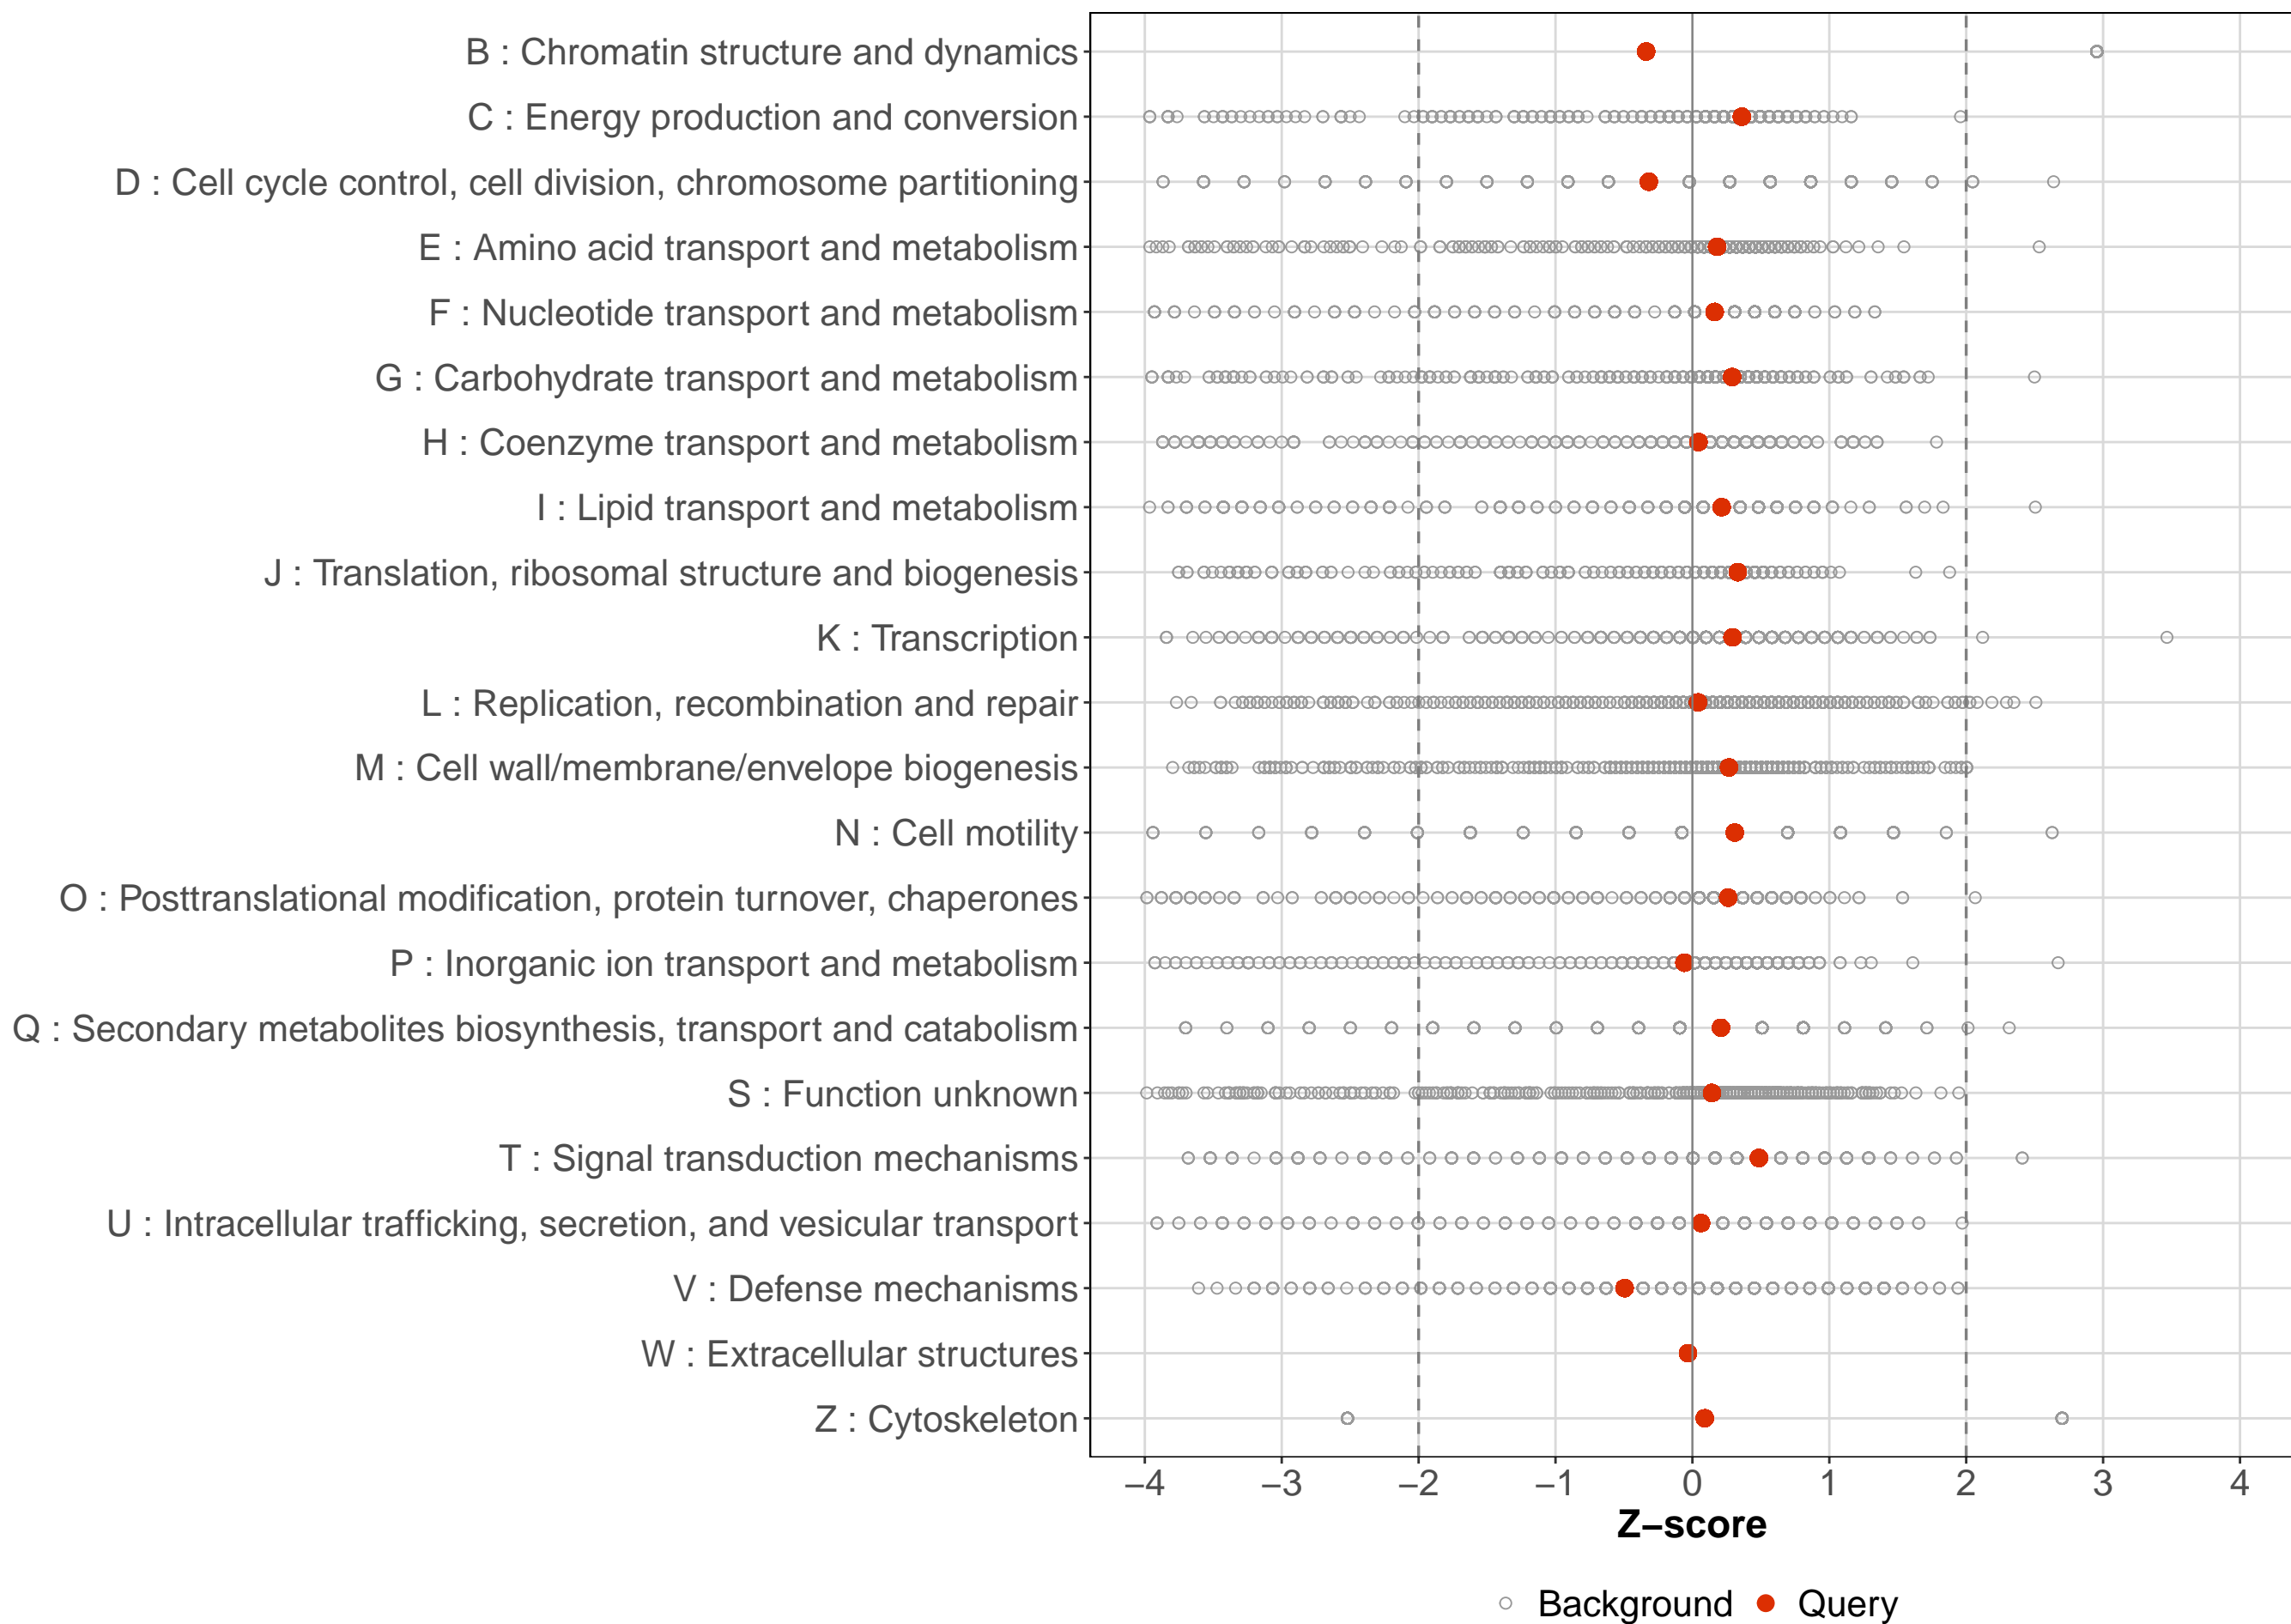 B : Chromatin structure and dynamics
C : Energy production and conversion
D : Cell cycle control, cell division, chromosome partitioning
E : Amino acid transport and metabolism
F : Nucleotide transport and metabolism
G : Carbohydrate transport and metabolism
H : Coenzyme transport and metabolism
I : Lipid transport and metabolism
J : Translation, ribosomal structure and biogenesis
K : Transcription
L : Replication, recombination and repair
M : Cell wall/membrane/envelope biogenesis
N : Cell motility
O : Posttranslational modification, protein turnover, chaperones
P : Inorganic ion transport and metabolism
Q : Secondary metabolites biosynthesis, transport and catabolism
S : Function unknown
T : Signal transduction mechanisms
U : Intracellular trafficking, secretion, and vesicular transport
V : Defense mechanisms
W : Extracellular structures
Z : Cytoskeleton
−4 −3 −2 −1 0 1 2 3 4
Z−score
Background Query